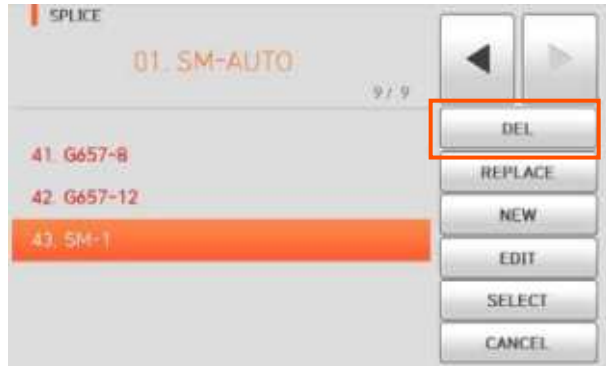 SPLICE
01. SM-AUTO
9 / 9
41. G657-8
42. G657-12
43. SM-1
DEL
REPLACE
NEW
EDIT
SELECT
CANCEL